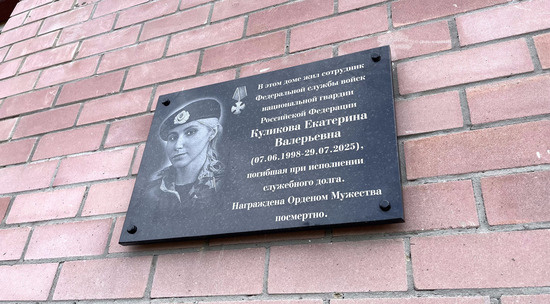 В этом доме жил сотрудник
Федеральной службы войск
национальной гвардии
Российской Федерации
Куликова Екатерина
Валерьевна
(07.06.1998-29.07.2025).
погибшая при исполнении
служебного долга.
Награждена Орденом Мужества
посмертно.